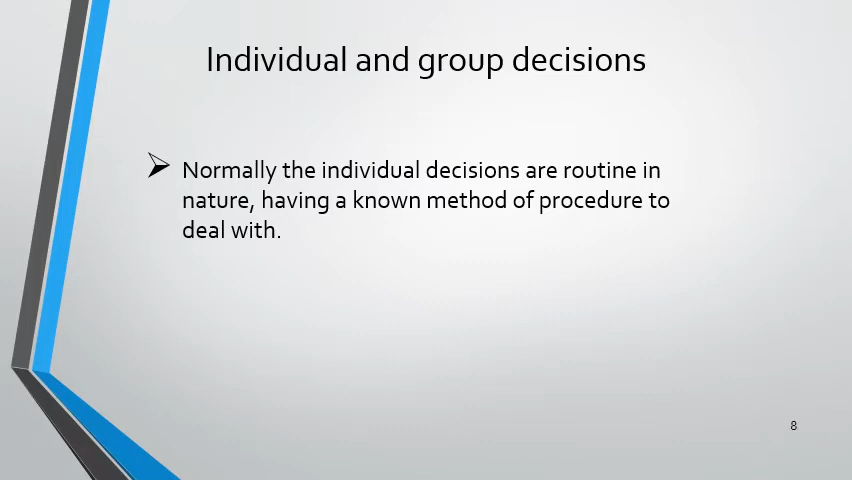 Individual and group decisions
Normally the individual decisions are routine in
nature, having a known method of procedure to
deal with.
8